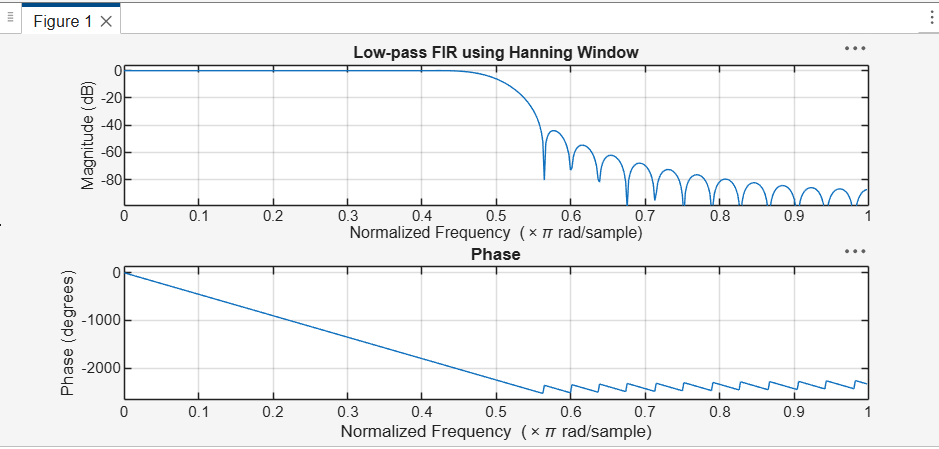 Figure 1
Low-pass FIR using Hanning Window
Magnitude (dB)
0
-20
-40
-60
-80
0 0.1 0.2 0.3 0.4 0.5 0.6 0.7 0.8 0.9 1
Normalized Frequency (× π rad/sample)
Phase
Phase (degrees)
0
-1000
-2000
0 0.1 0.2 0.3 0.4 0.5 0.6 0.7 0.8 0.9 1
Normalized Frequency (× π rad/sample)